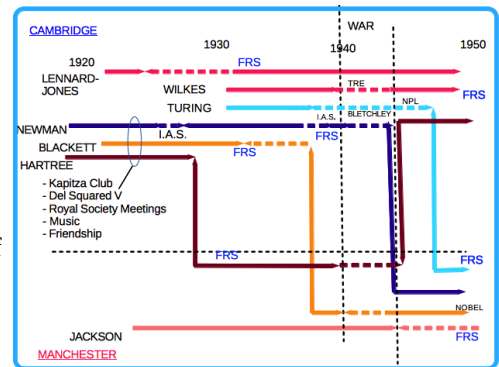 CAMBRIDGE
WAR
1920
1930
1940
1950
LENNARD-
JONES
FRS
WILKES
TRE
FRS
TURING
NPL
NEWMAN
I.A.S.
I.A.S.
BLETCHLEY
FRS
BLACKETT
FRS
HARTREE
- Kapitza Club
- Del Squared V
- Royal Society Meetings
- Music
- Friendship
FRS
FRS
NOBEL
JACKSON
FRS
MANCHESTER